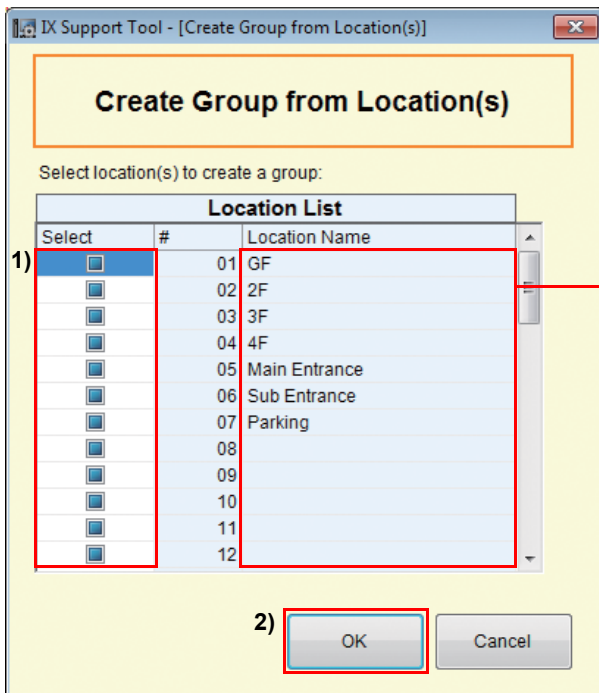 IX Support Tool - [Create Group from Location(s)]
Create Group from Location(s)
Select location(s) to create a group:
Location List
Select # Location Name
1)
01 GF
02 2F
03 3F
04 4F
05 Main Entrance
06 Sub Entrance
07 Parking
08
09
10
11
12
2)
OK Cancel